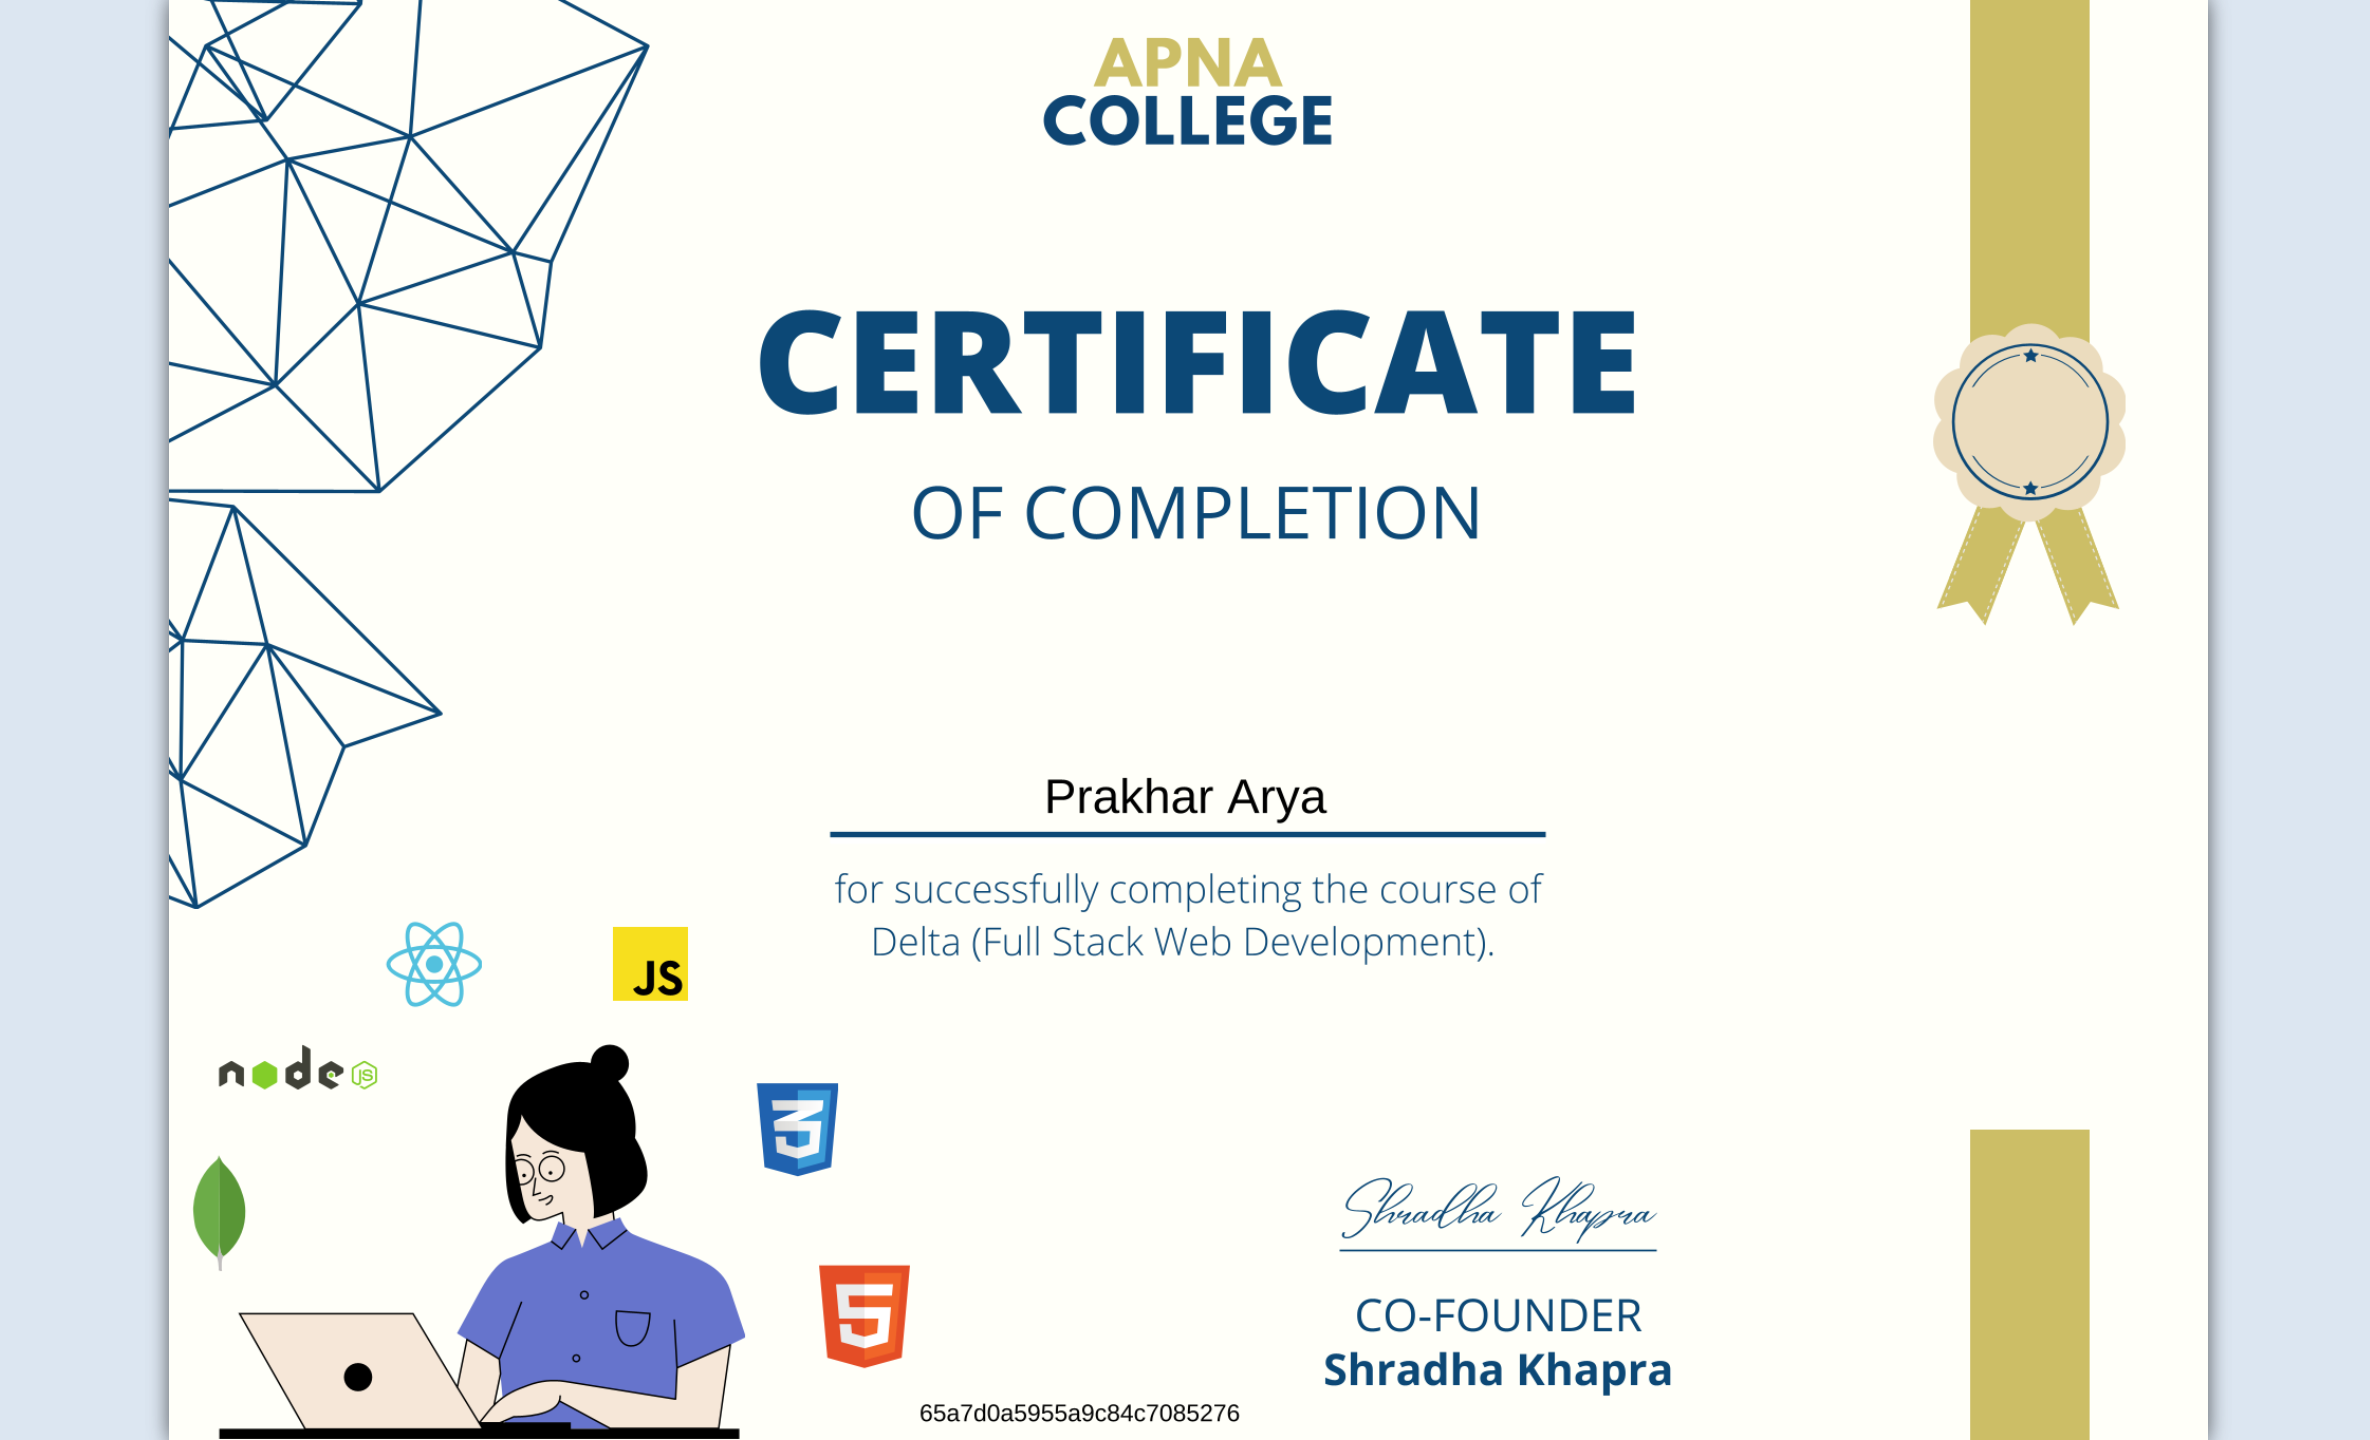 APNA
COLLEGE
CERTIFICATE
OF COMPLETION
Prakhar Arya
for successfully completing the course of
Delta (Full Stack Web Development).
JS
node JS
3
5
Shradha Khapra
CO-FOUNDER
Shradha Khapra
65a7d0a5955a9c84c7085276